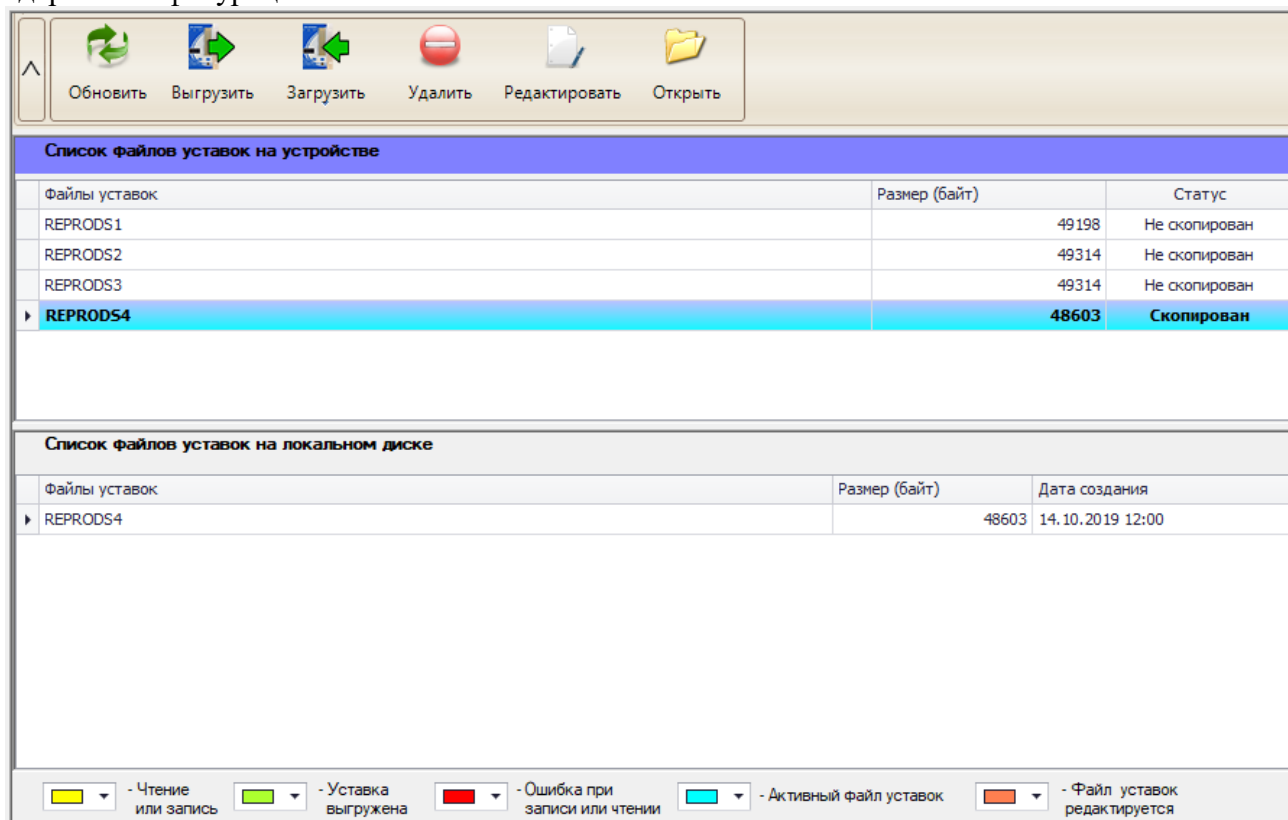 Обновить Выгрузить Загрузить Удалить Редактировать Открыть
Список файлов уставок на устройстве
Файлы уставок Размер (байт) Статус
REPRODS1 49198 Не скопирован
REPRODS2 49314 Не скопирован
REPRODS3 49314 Не скопирован
REPRODS4 48603 Скопирован
Список файлов уставок на локальном диске
Файлы уставок Размер (байт) Дата создания
REPRODS4 48603 14.10.2019 12:00
- Чтение или запись
- Уставка выгружена
- Ошибка при записи или чтении
- Активный файл уставок
- Файл уставок редактируется